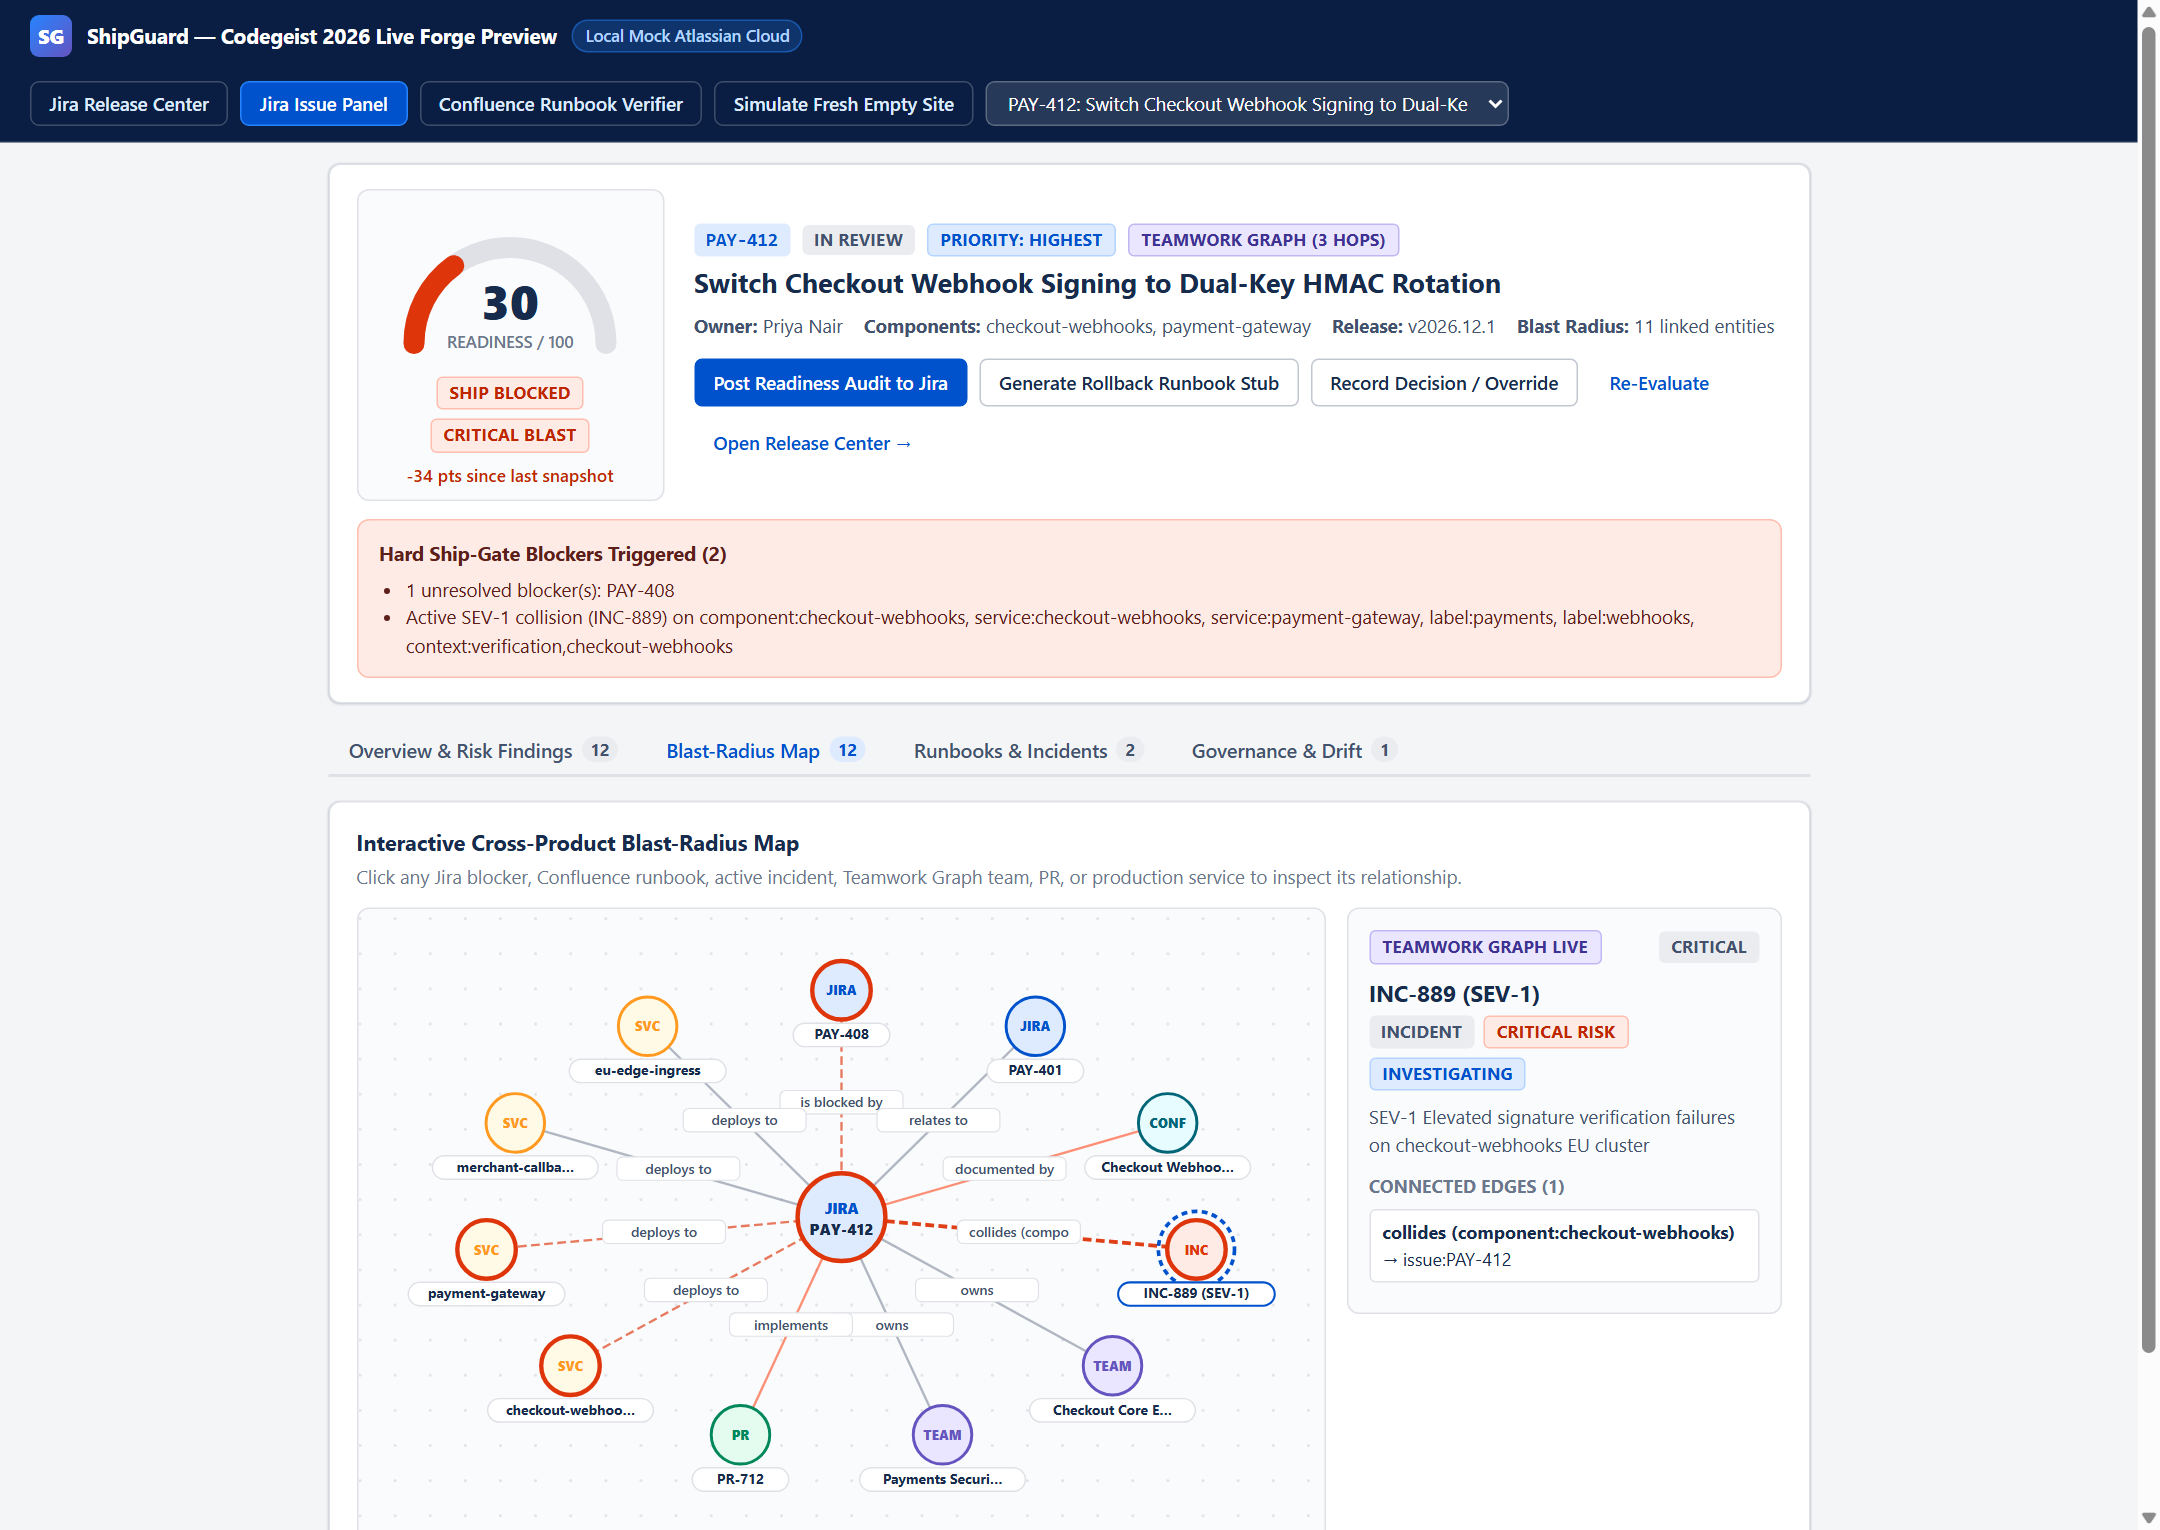 SG
ShipGuard — Codegeist 2026 Live Forge Preview
Local Mock Atlassian Cloud
Jira Release Center
Jira Issue Panel
Confluence Runbook Verifier
Simulate Fresh Empty Site
PAY-412: Switch Checkout Webhook Signing to Dual-Ke
30
READINESS / 100
SHIP BLOCKED
CRITICAL BLAST
-34 pts since last snapshot
PAY-412
IN REVIEW
PRIORITY: HIGHEST
TEAMWORK GRAPH (3 HOPS)
Switch Checkout Webhook Signing to Dual-Key HMAC Rotation
Owner: Priya Nair
Components: checkout-webhooks, payment-gateway
Release: v2026.12.1
Blast Radius: 11 linked entities
Post Readiness Audit to Jira
Generate Rollback Runbook Stub
Record Decision / Override
Re-Evaluate
Open Release Center →
Hard Ship-Gate Blockers Triggered (2)
• 1 unresolved blocker(s): PAY-408
• Active SEV-1 collision (INC-889) on component:checkout-webhooks, service:checkout-webhooks, service:payment-gateway, label:payments, label:webhooks,
context:verification,checkout-webhooks
Overview & Risk Findings 12
Blast-Radius Map 12
Runbooks & Incidents 2
Governance & Drift 1
Interactive Cross-Product Blast-Radius Map
Click any Jira blocker, Confluence runbook, active incident, Teamwork Graph team, PR, or production service to inspect its relationship.
JIRA
PAY-408
SVC
eu-edge-ingress
JIRA
PAY-401
is blocked by
deploys to
relates to
SVC
merchant-callba...
CONF
Checkout Webhoo...
deploys to
documented by
JIRA
PAY-412
deploys to
collides (compo
SVC
payment-gateway
INC
INC-889 (SEV-1)
deploys to
owns
implements
owns
SVC
checkout-webhoo...
TEAM
Checkout Core E...
PR
PR-712
TEAM
Payments Securi...
TEAMWORK GRAPH LIVE
CRITICAL
INC-889 (SEV-1)
INCIDENT
CRITICAL RISK
INVESTIGATING
SEV-1 Elevated signature verification failures
on checkout-webhooks EU cluster
CONNECTED EDGES (1)
collides (component:checkout-webhooks)
→ issue:PAY-412